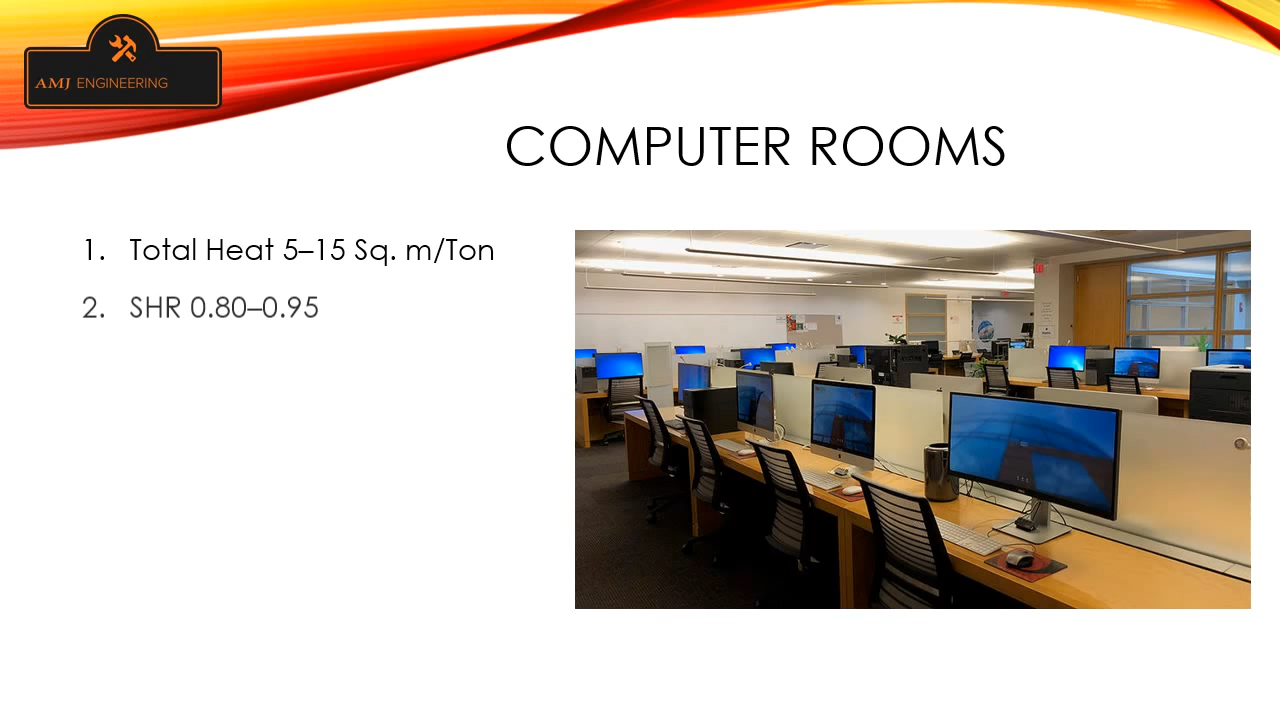 AMJ ENGINEERING
COMPUTER ROOMS
1. Total Heat 5–15 Sq. m/Ton
2. SHR 0.80–0.95